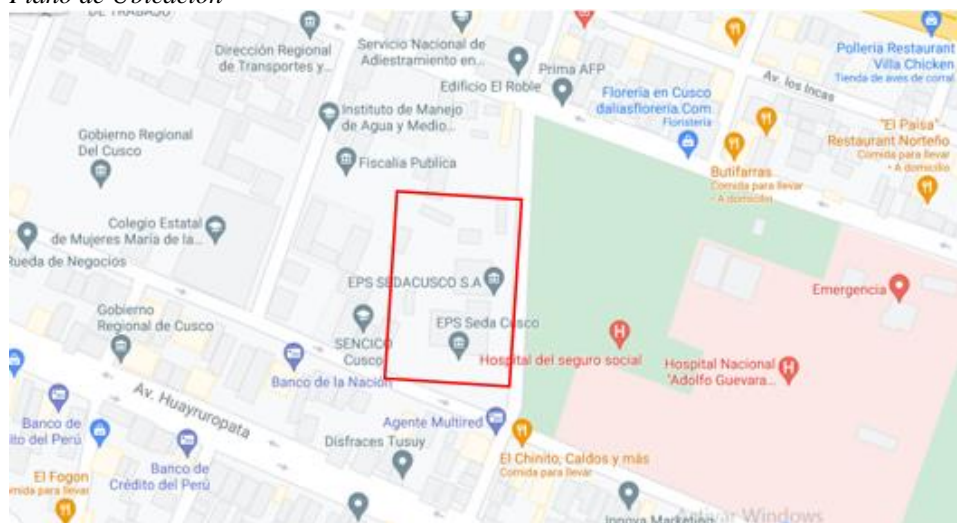 Plano de Ubicación
DE TRABAJO
Dirección Regional
de Transportes y...
Servicio Nacional de
Adiestramiento en...
Edificio El Roble
Prima AFP
Polleria Restaurant
Villa Chicken
Tienda de aves de corral
Av. los Incas
Florería en Cusco
daliasflorería.Com
Floristería
Instituto de Manejo
de Agua y Medio...
"El Paisa" -
Restaurant Norteño
Comida para llevar
• A domicilio
Gobierno Regional
Del Cusco
Fiscalia Publica
Butifarras
Comida para llevar
• A domicilio
Colegio Estatal
de Mujeres María de la...
Rueda de Negocios
EPS SEDACUSCO S.A
Emergencia
Gobierno
Regional de Cusco
EPS Seda Cusco
SENCICO
Cusco
Hospital del seguro social
Hospital Nacional
"Adolfo Guevara...
Banco de la Nación
Av. Huayruropata
Agente Multired
Banco de
ito del Perú
Disfraces Tusuy
El Chinito, Caldos y más
Comida para llevar
El Fogon
mida para llevar
Banco de
Crédito del Perú
Innova Marketing
Activar Windows